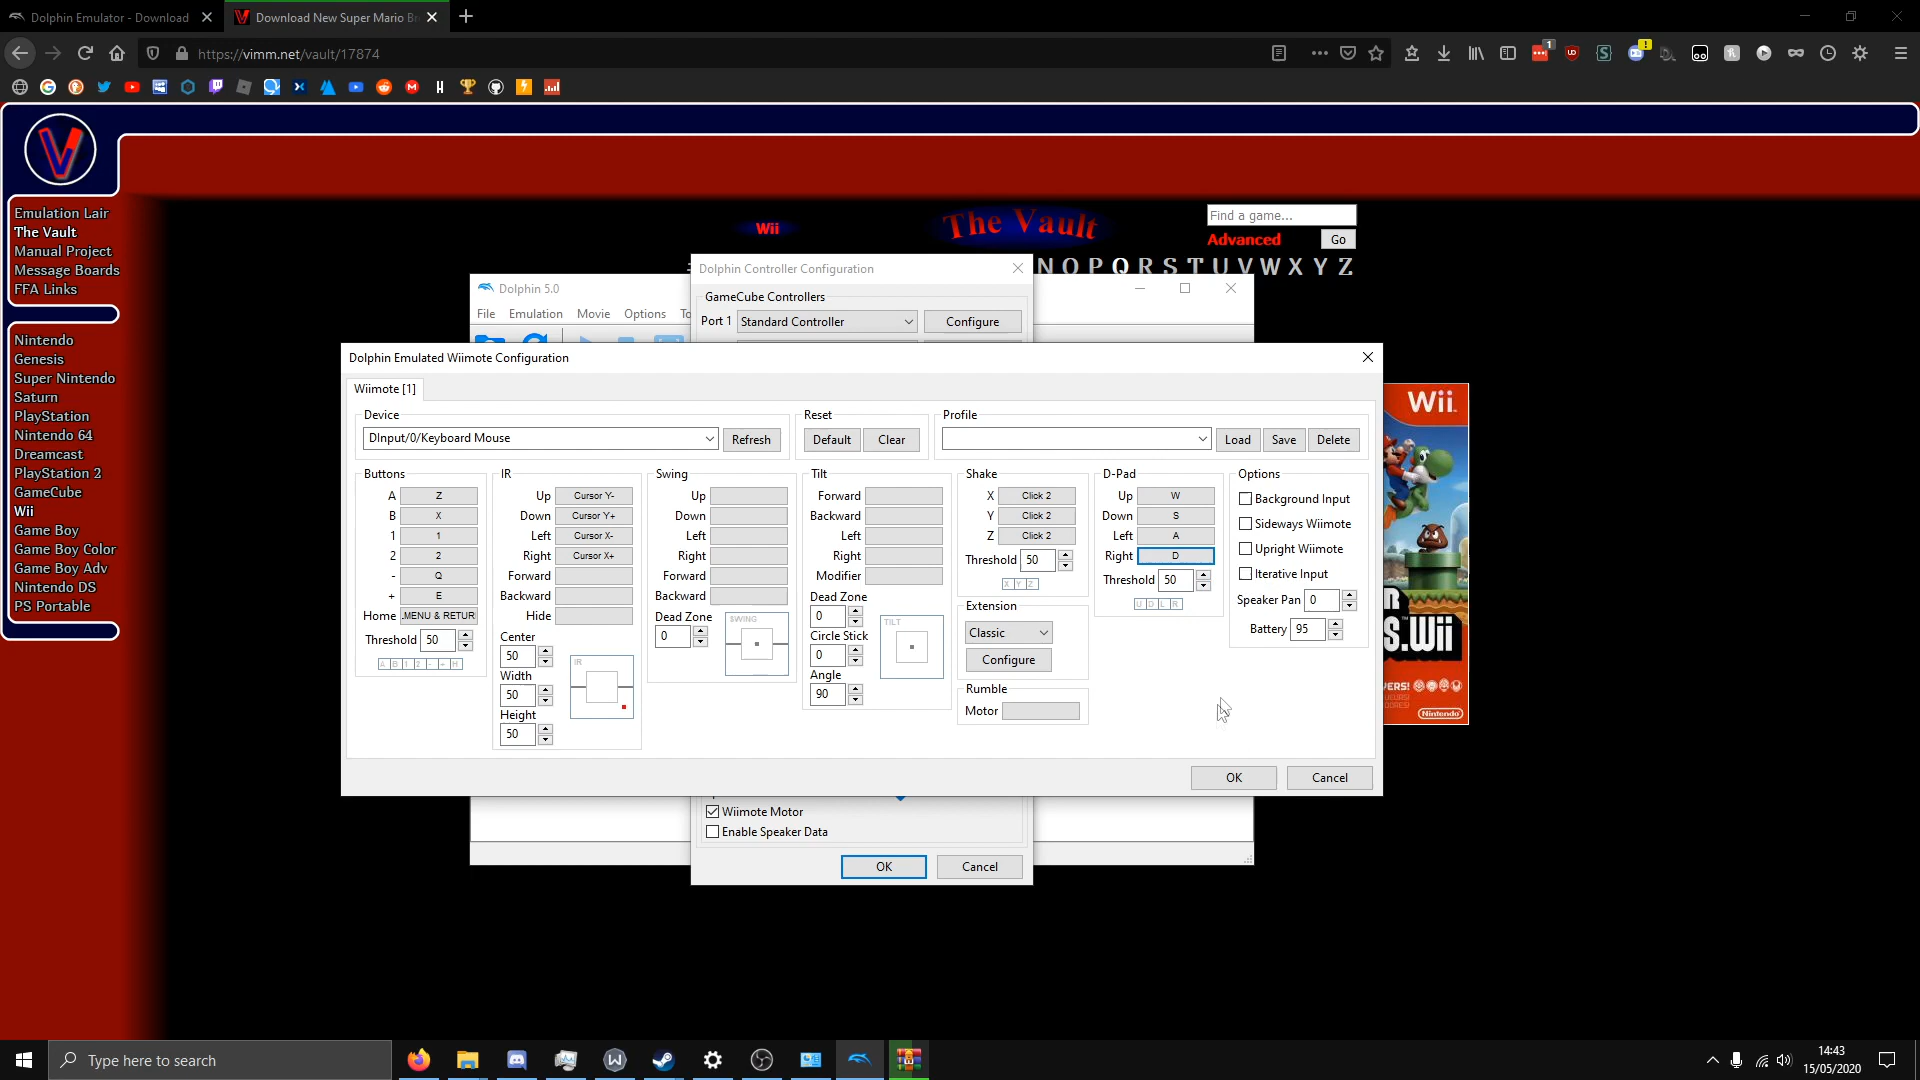 Dolphin Emulator - Download
Download New Super Mario Br
https://vimm.net/vault/17874
Emulation Lair
The Vault
Manual Project
Message Boards
FFA Links
Nintendo
Genesis
Super Nintendo
Saturn
PlayStation
Nintendo 64
Dreamcast
PlayStation 2
GameCube
Wii
Game Boy
Game Boy Color
Game Boy Adv
Nintendo DS
PS Portable
Wii
The Vault
Find a game...
Advanced
Go
N O P Q R S T U V W X Y Z
Dolphin 5.0
File Emulation Movie Options To
Dolphin Controller Configuration
GameCube Controllers
Port 1 Standard Controller Configure
Dolphin Emulated Wiimote Configuration
Wiimote [1]
Device
DInput/0/Keyboard Mouse Refresh
Reset
Default Clear
Profile
Load Save Delete
Buttons
A Z
B X
1 1
2 2
- Q
+ E
Home .MENU & RETUR
Threshold 50
A B 1 2 - + H
IR
Up Cursor Y-
Down Cursor Y+
Left Cursor X-
Right Cursor X+
Forward
Backward
Hide
Center
50
Width
50
Height
50
IR
Swing
Up
Down
Left
Right
Forward
Backward
Dead Zone
0
SWING
Tilt
Forward
Backward
Left
Right
Modifier
Dead Zone
0
Circle Stick
0
Angle
90
TILT
Shake
X Click 2
Y Click 2
Z Click 2
Threshold 50
X Y Z
Extension
Classic
Configure
Rumble
Motor
D-Pad
Up W
Down S
Left A
Right D
Threshold 50
U D L R
Options
Background Input
Sideways Wiimote
Upright Wiimote
Iterative Input
Speaker Pan 0
Battery 95
OK Cancel
Wiimote Motor
Enable Speaker Data
OK Cancel
Wii
R
S.Wii
ERS!
Nintendo
Type here to search
14:43
15/05/2020